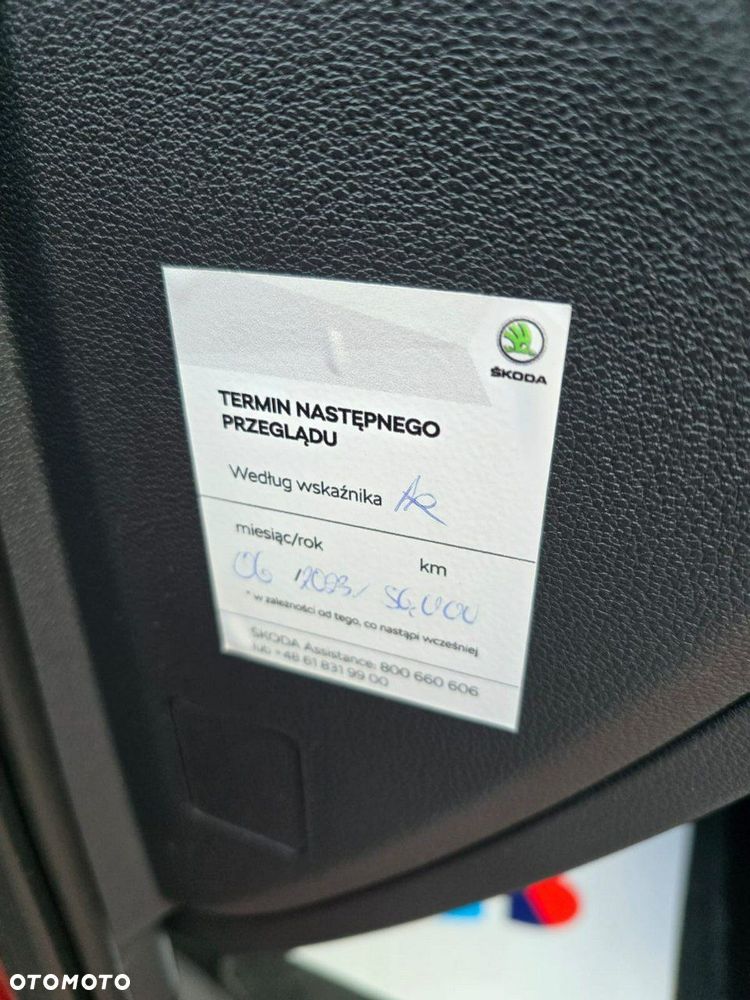 ŠKODA
TERMIN NASTĘPNEGO
PRZEGLĄDU
Według wskaźnika
miesiąc/rok
km
06 /2023/ 56,000
* w zależności od tego, co nastąpi wcześniej
ŠKODA Assistance: 800 660 606
lub +48 61 831 99 00
OTOMOTO